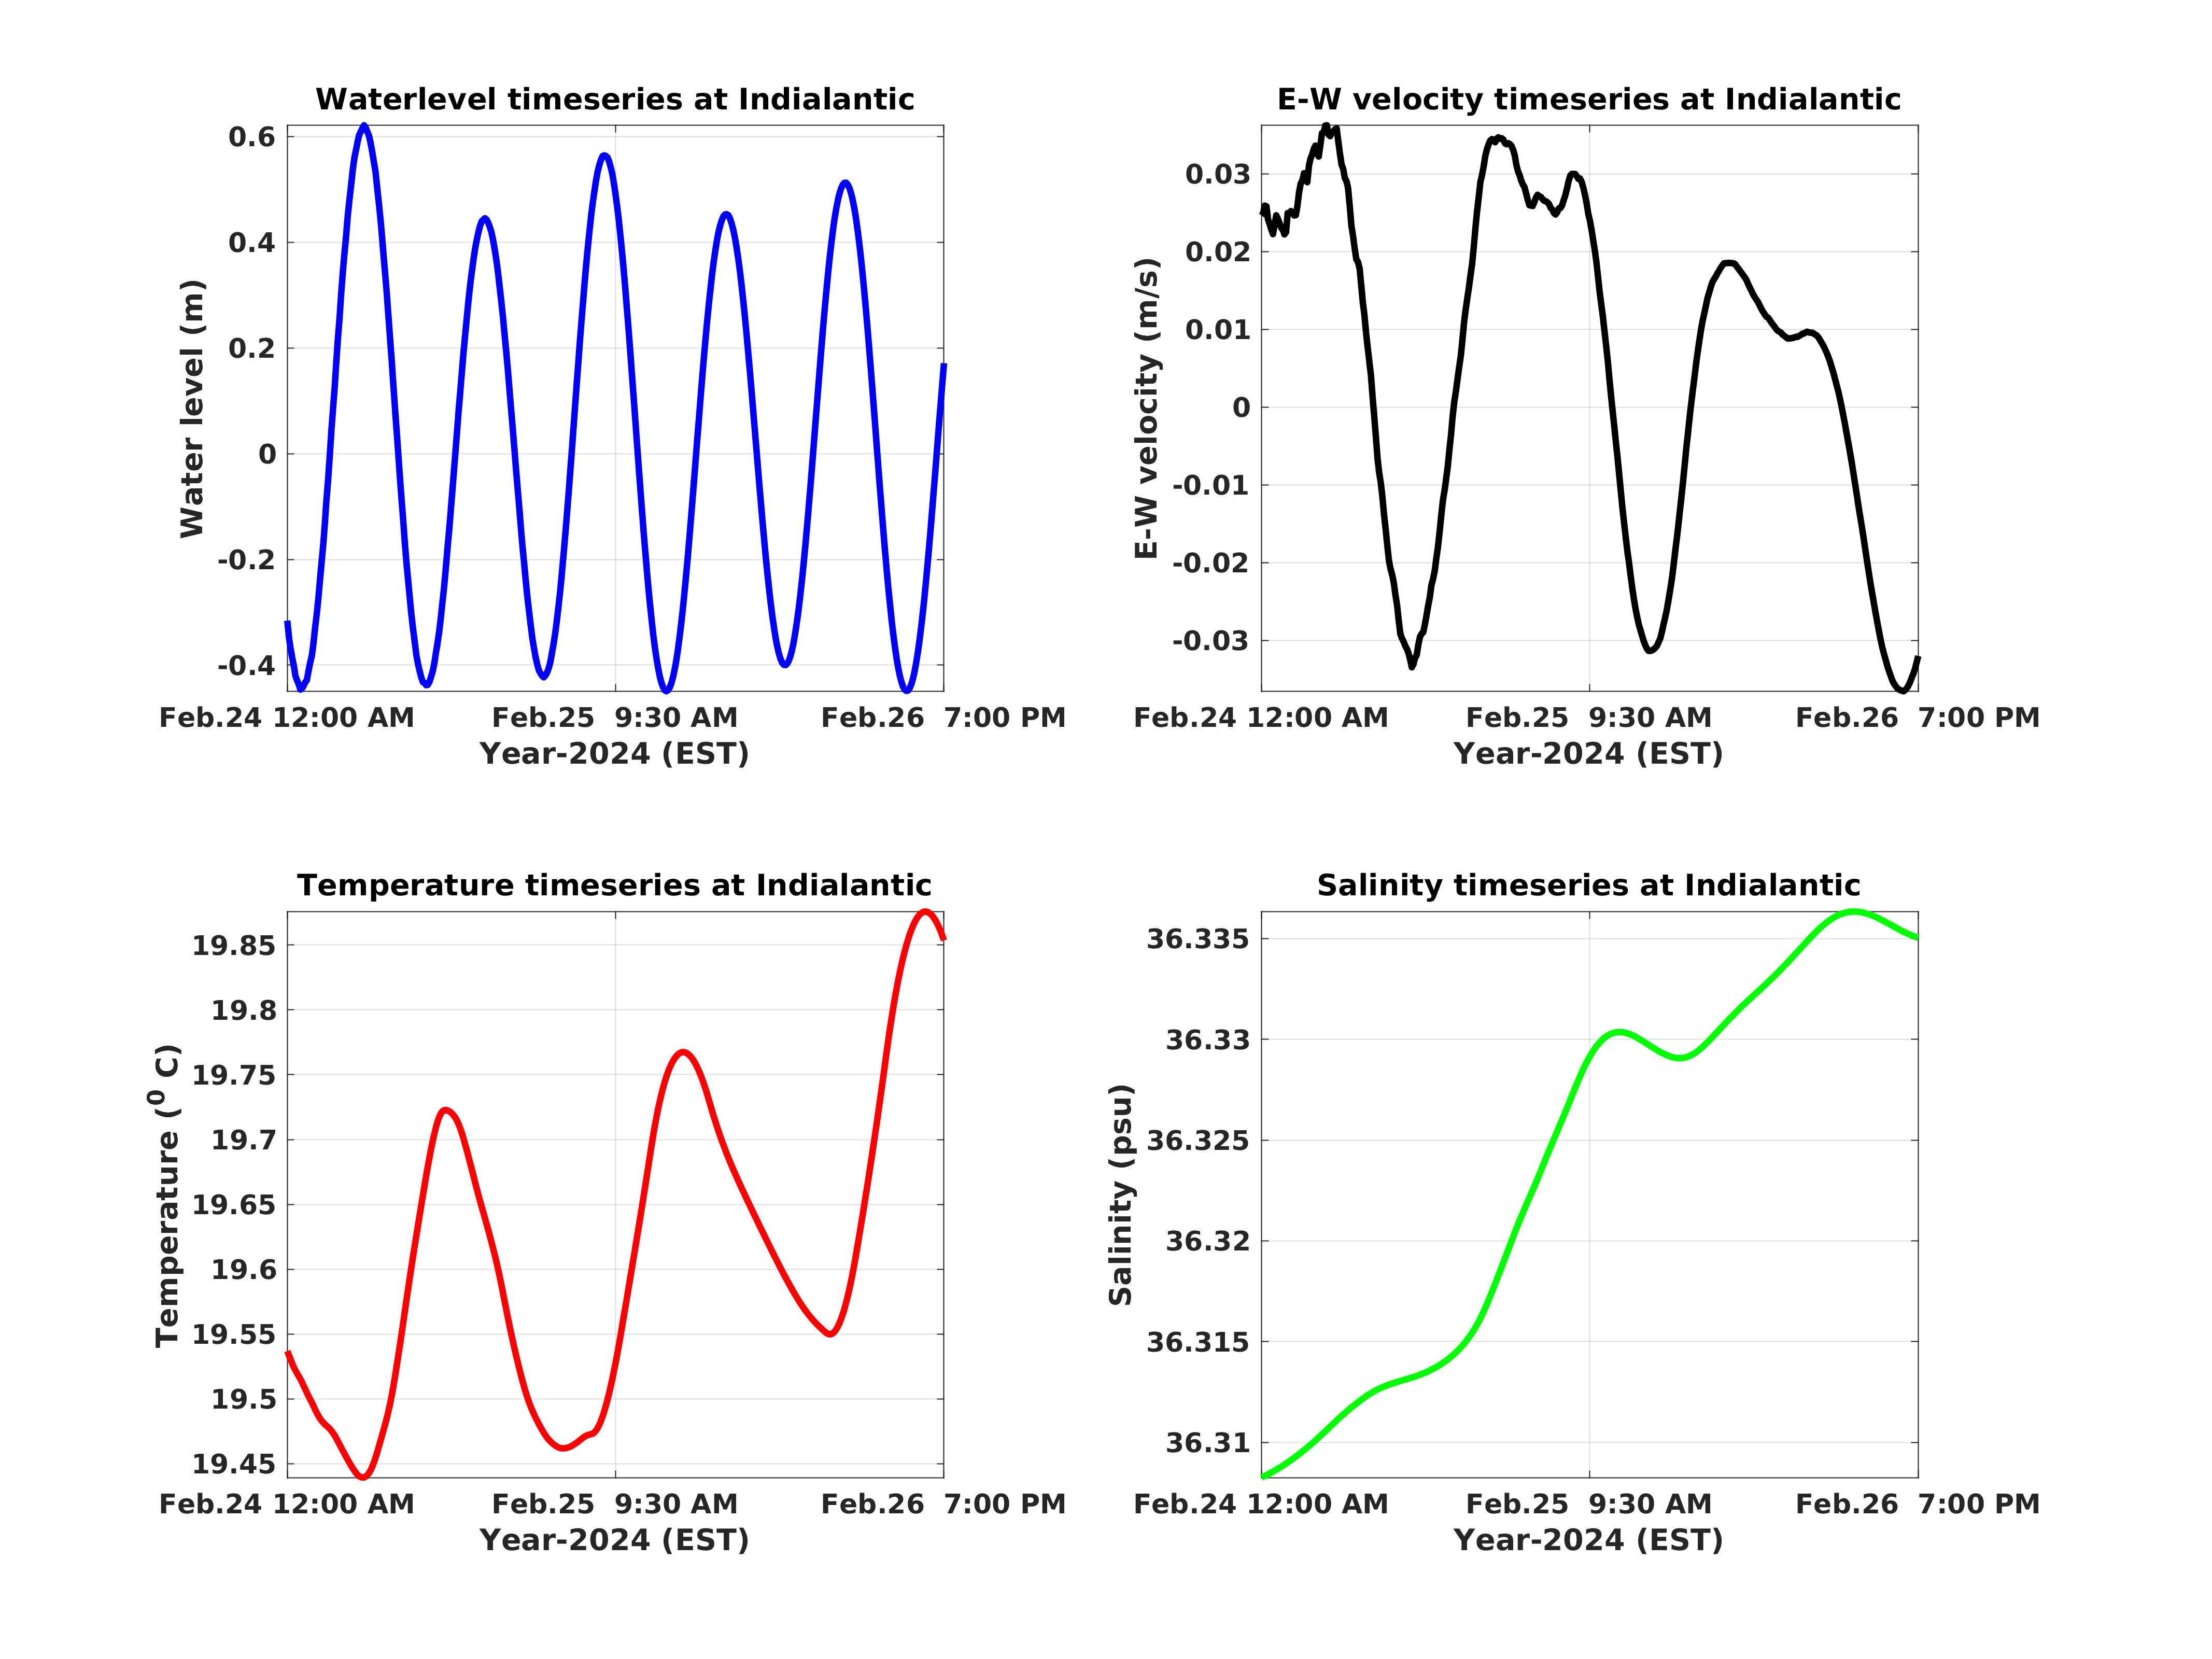 Waterlevel timeseries at Indialantic
0.6
0.4
0.2
0
-0.2
-0.4
Water level (m)
Feb.24 12:00 AM
Feb.25 9:30 AM
Feb.26 7:00 PM
Year-2024 (EST)
E-W velocity timeseries at Indialantic
0.03
0.02
0.01
0
-0.01
-0.02
-0.03
E-W velocity (m/s)
Feb.24 12:00 AM
Feb.25 9:30 AM
Feb.26 7:00 PM
Year-2024 (EST)
Temperature timeseries at Indialantic
19.85
19.8
19.75
19.7
19.65
19.6
19.55
19.5
19.45
Temperature (⁰ C)
Feb.24 12:00 AM
Feb.25 9:30 AM
Feb.26 7:00 PM
Year-2024 (EST)
Salinity timeseries at Indialantic
36.335
36.33
36.325
36.32
36.315
36.31
Salinity (psu)
Feb.24 12:00 AM
Feb.25 9:30 AM
Feb.26 7:00 PM
Year-2024 (EST)